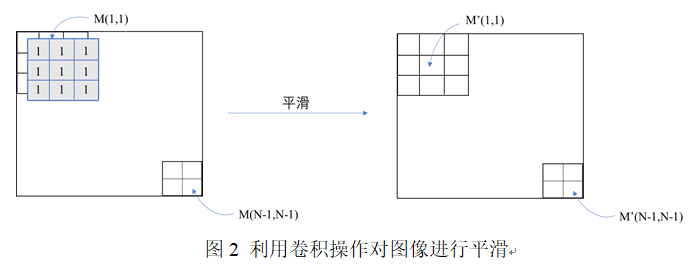 M(1,1)
M’(1,1)
1 1 1
1 1 1
1 1 1
平滑
M(N-1,N-1)
M’(N-1,N-1)
图 2 利用卷积操作对图像进行平滑